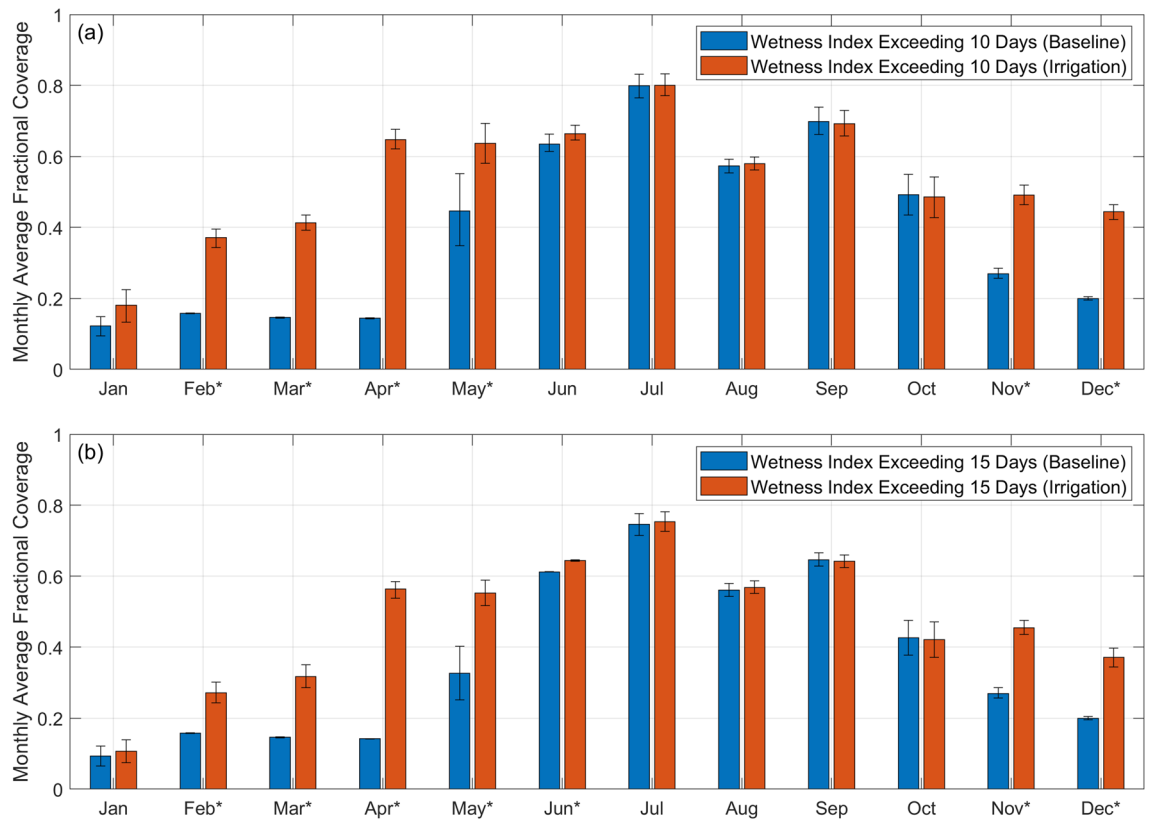 (a)
Wetness Index Exceeding 10 Days (Baseline)
Wetness Index Exceeding 10 Days (Irrigation)
Monthly Average Fractional Coverage
1
0.8
0.6
0.4
0.2
0
Jan Feb* Mar* Apr* May* Jun Jul Aug Sep Oct Nov* Dec*
(b)
Wetness Index Exceeding 15 Days (Baseline)
Wetness Index Exceeding 15 Days (Irrigation)
Monthly Average Fractional Coverage
1
0.8
0.6
0.4
0.2
0
Jan Feb* Mar* Apr* May* Jun* Jul Aug Sep Oct Nov* Dec*